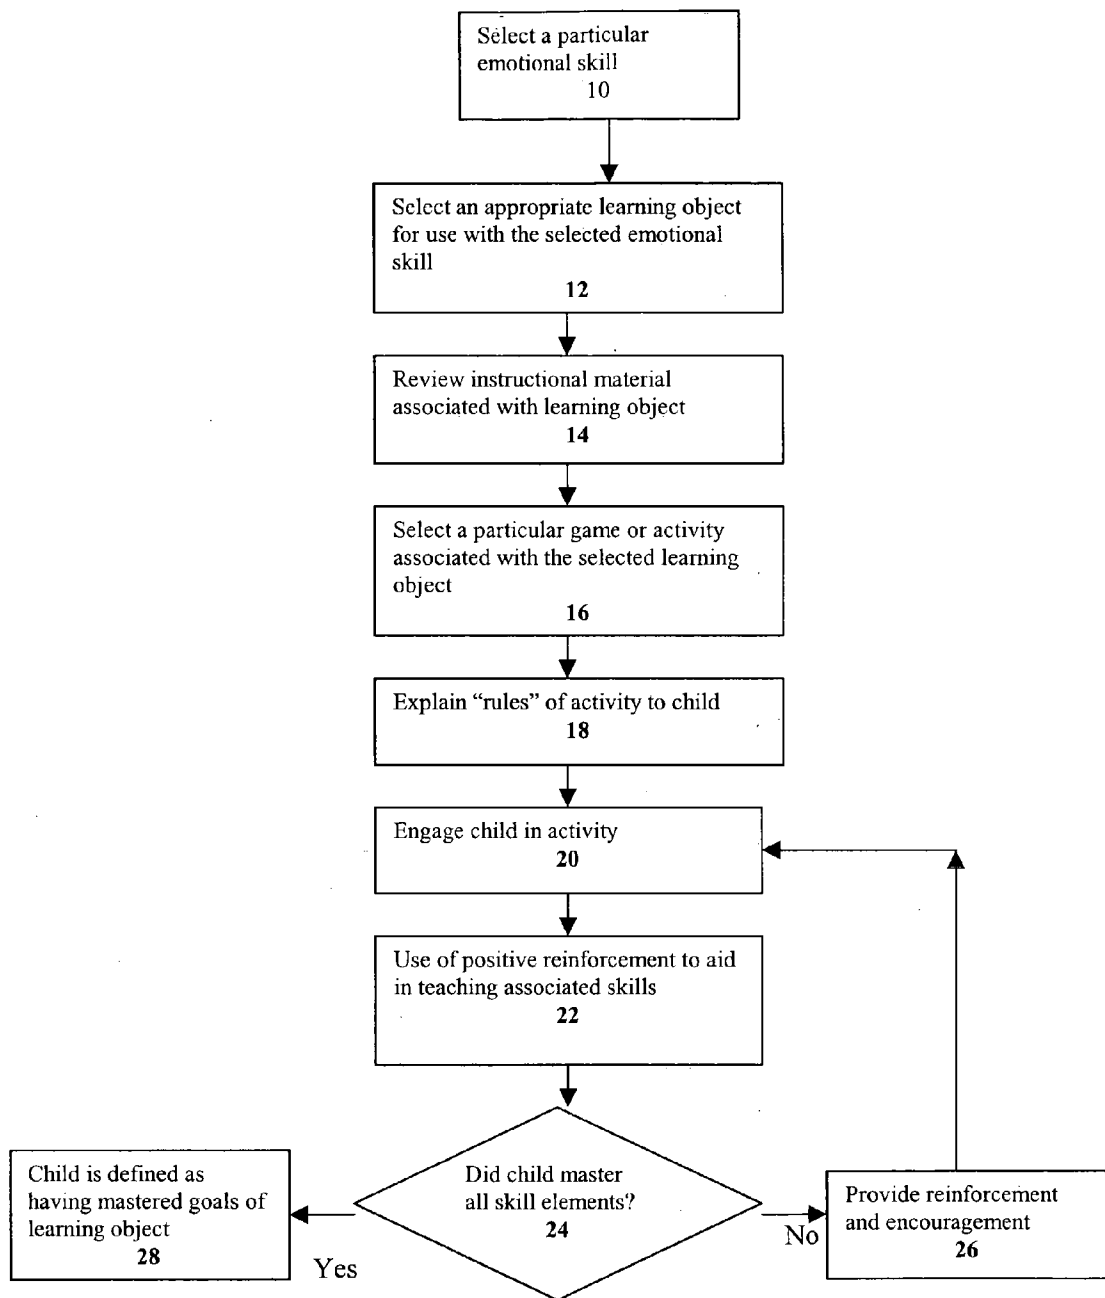 Select a particular
emotional skill
10
Select an appropriate learning object
for use with the selected emotional
skill
12
Review instructional material
associated with learning object
14
Select a particular game or activity
associated with the selected learning
object
16
Explain “rules” of activity to child
18
Engage child in activity
20
Use of positive reinforcement to aid
in teaching associated skills
22
Did child master
all skill elements?
24
Child is defined as
having mastered goals of
learning object
28
Yes
No
Provide reinforcement
and encouragement
26